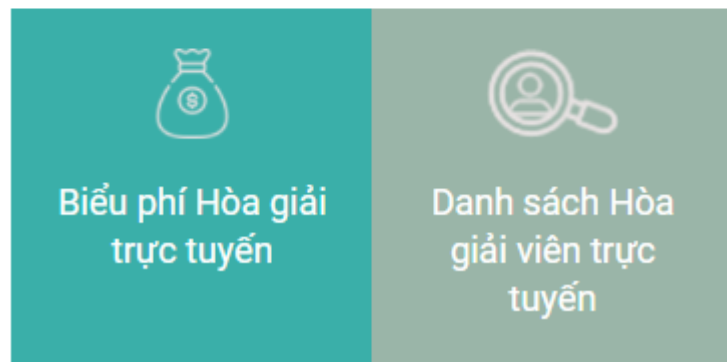 Biểu phí Hòa giải
trực tuyến
Danh sách Hòa
giải viên trực
tuyến